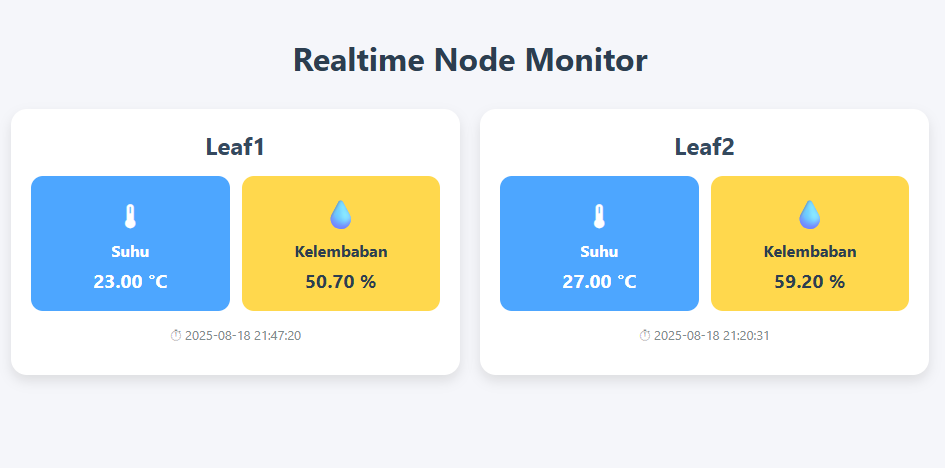 Realtime Node Monitor
Leaf1
Suhu
23.00 °C
Kelembaban
50.70 %
2025-08-18 21:47:20
Leaf2
Suhu
27.00 °C
Kelembaban
59.20 %
2025-08-18 21:20:31